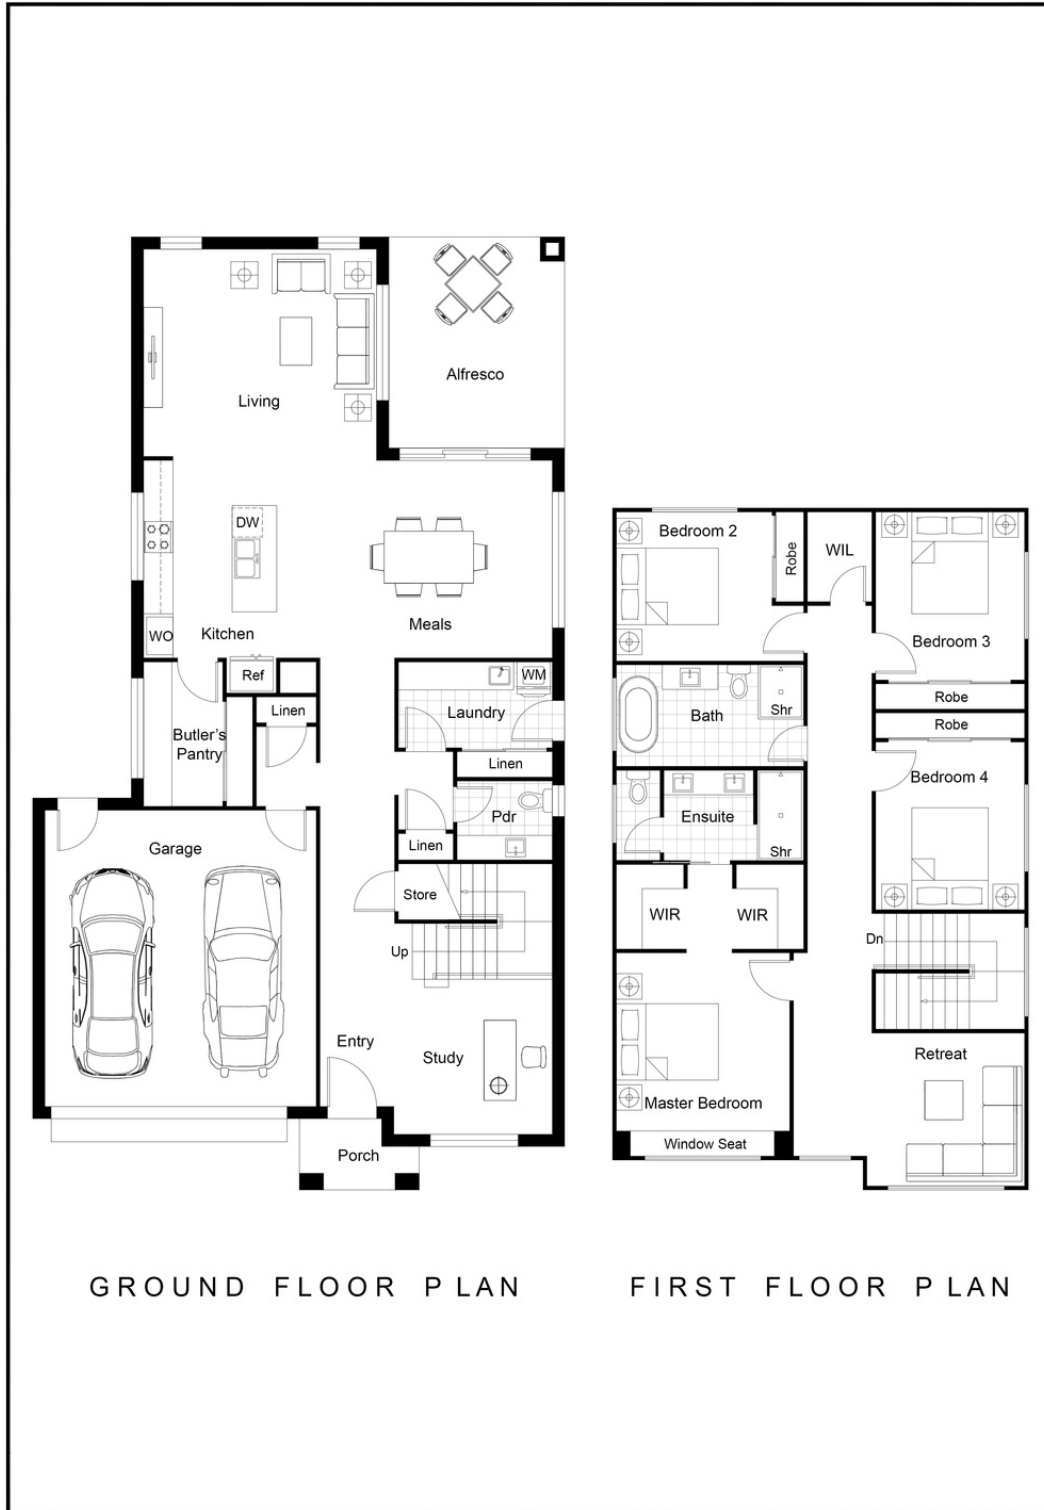 Alfresco
Living
DW
WO
Kitchen
Meals
Ref
WM
Linen
Laundry
Butler's
Pantry
Linen
Pdr
Linen
Garage
Store
Up
Entry
Study
Porch
GROUND FLOOR PLAN
Bedroom 2
Robe
WIL
Bedroom 3
Robe
Shr
Bath
Robe
Bedroom 4
Ensuite
Shr
WIR
WIR
Dn
Retreat
Master Bedroom
Window Seat
FIRST FLOOR PLAN